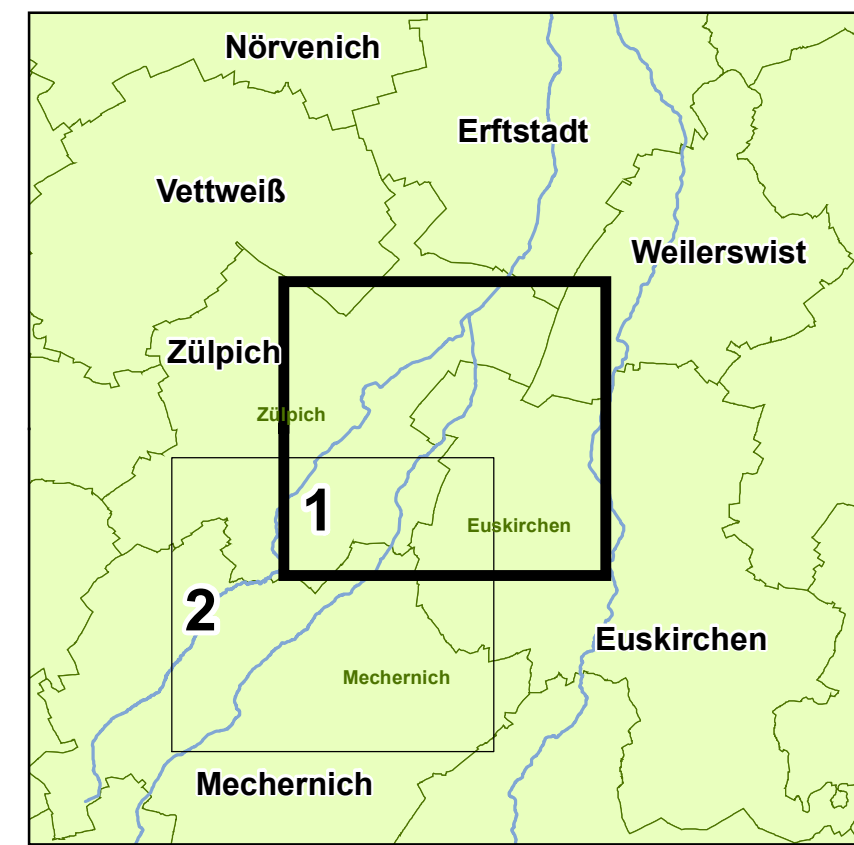 Nörvenich
Erftstadt
Vettweiß
Weilerswist
Zülpich
Zülpich
1
Euskirchen
2
Euskirchen
Mechernich
Mechernich